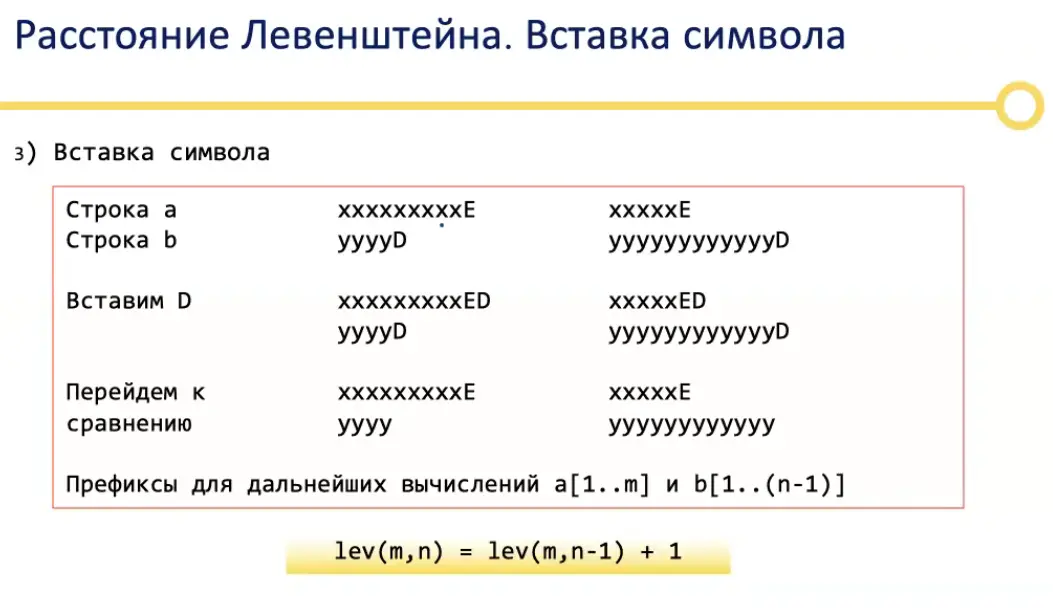 Расстояние Левенштейна. Вставка символа
3) Вставка символа
Строка a xxxxxxxxxE xxxxxE
Строка b yyyyD yyyyyyyyyyyyD
Вставим D xxxxxxxxxED xxxxxED
yyyyD yyyyyyyyyyyyD
Перейдем к xxxxxxxxxE xxxxxE
сравнению yyyy yyyyyyyyyyyy
Префиксы для дальнейших вычислений a[1..m] и b[1..(n-1)]
lev(m,n) = lev(m,n-1) + 1